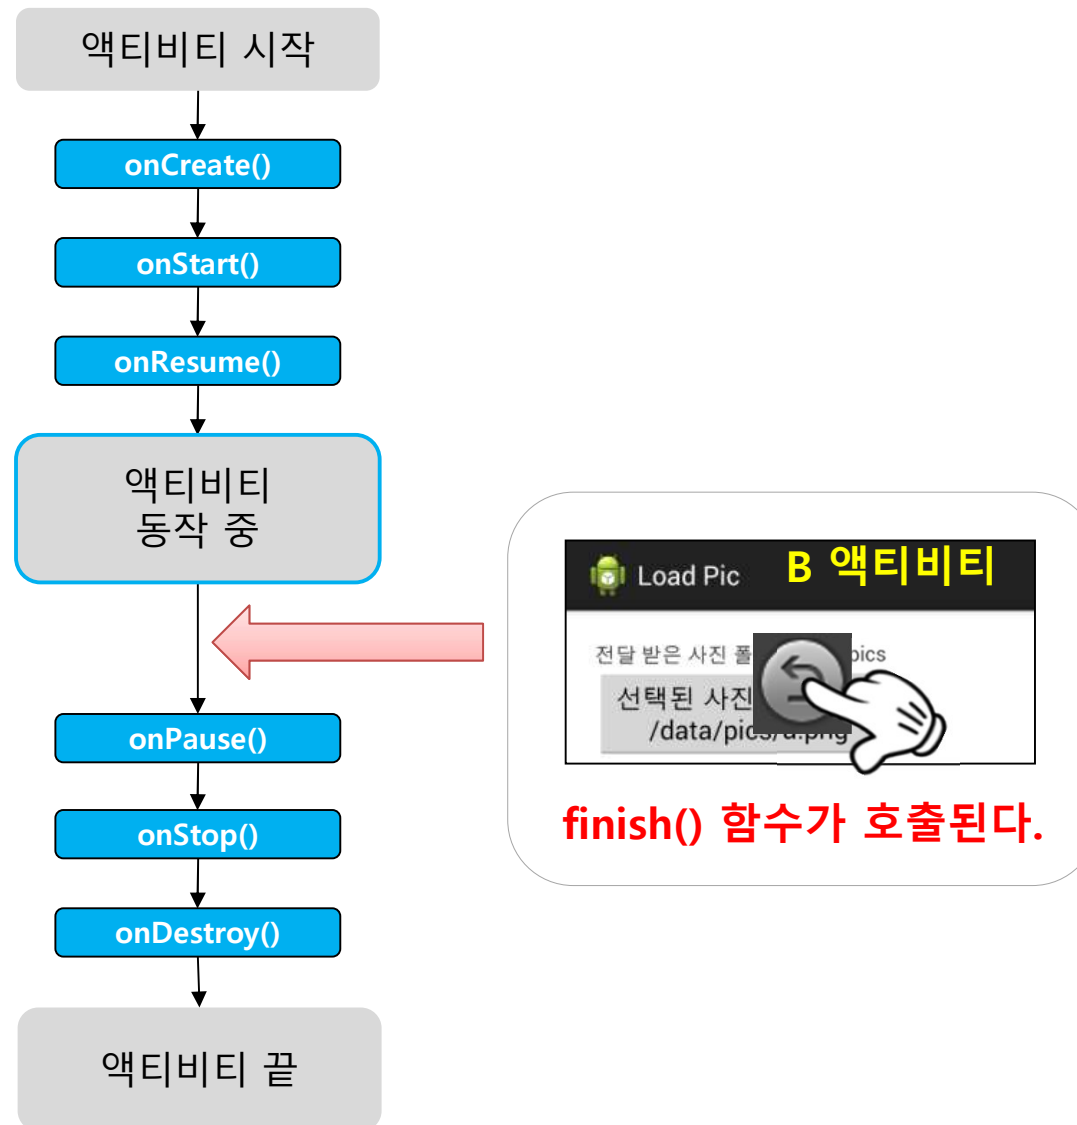 액티비티 시작
onCreate()
onStart()
onResume()
액티비티
동작 중
onPause()
onStop()
onDestroy()
액티비티 끝
Load Pic
B 액티비티
전달 받은 사진 pics
선택된 사진
/data/pics/a.png
finish() 함수가 호출된다.